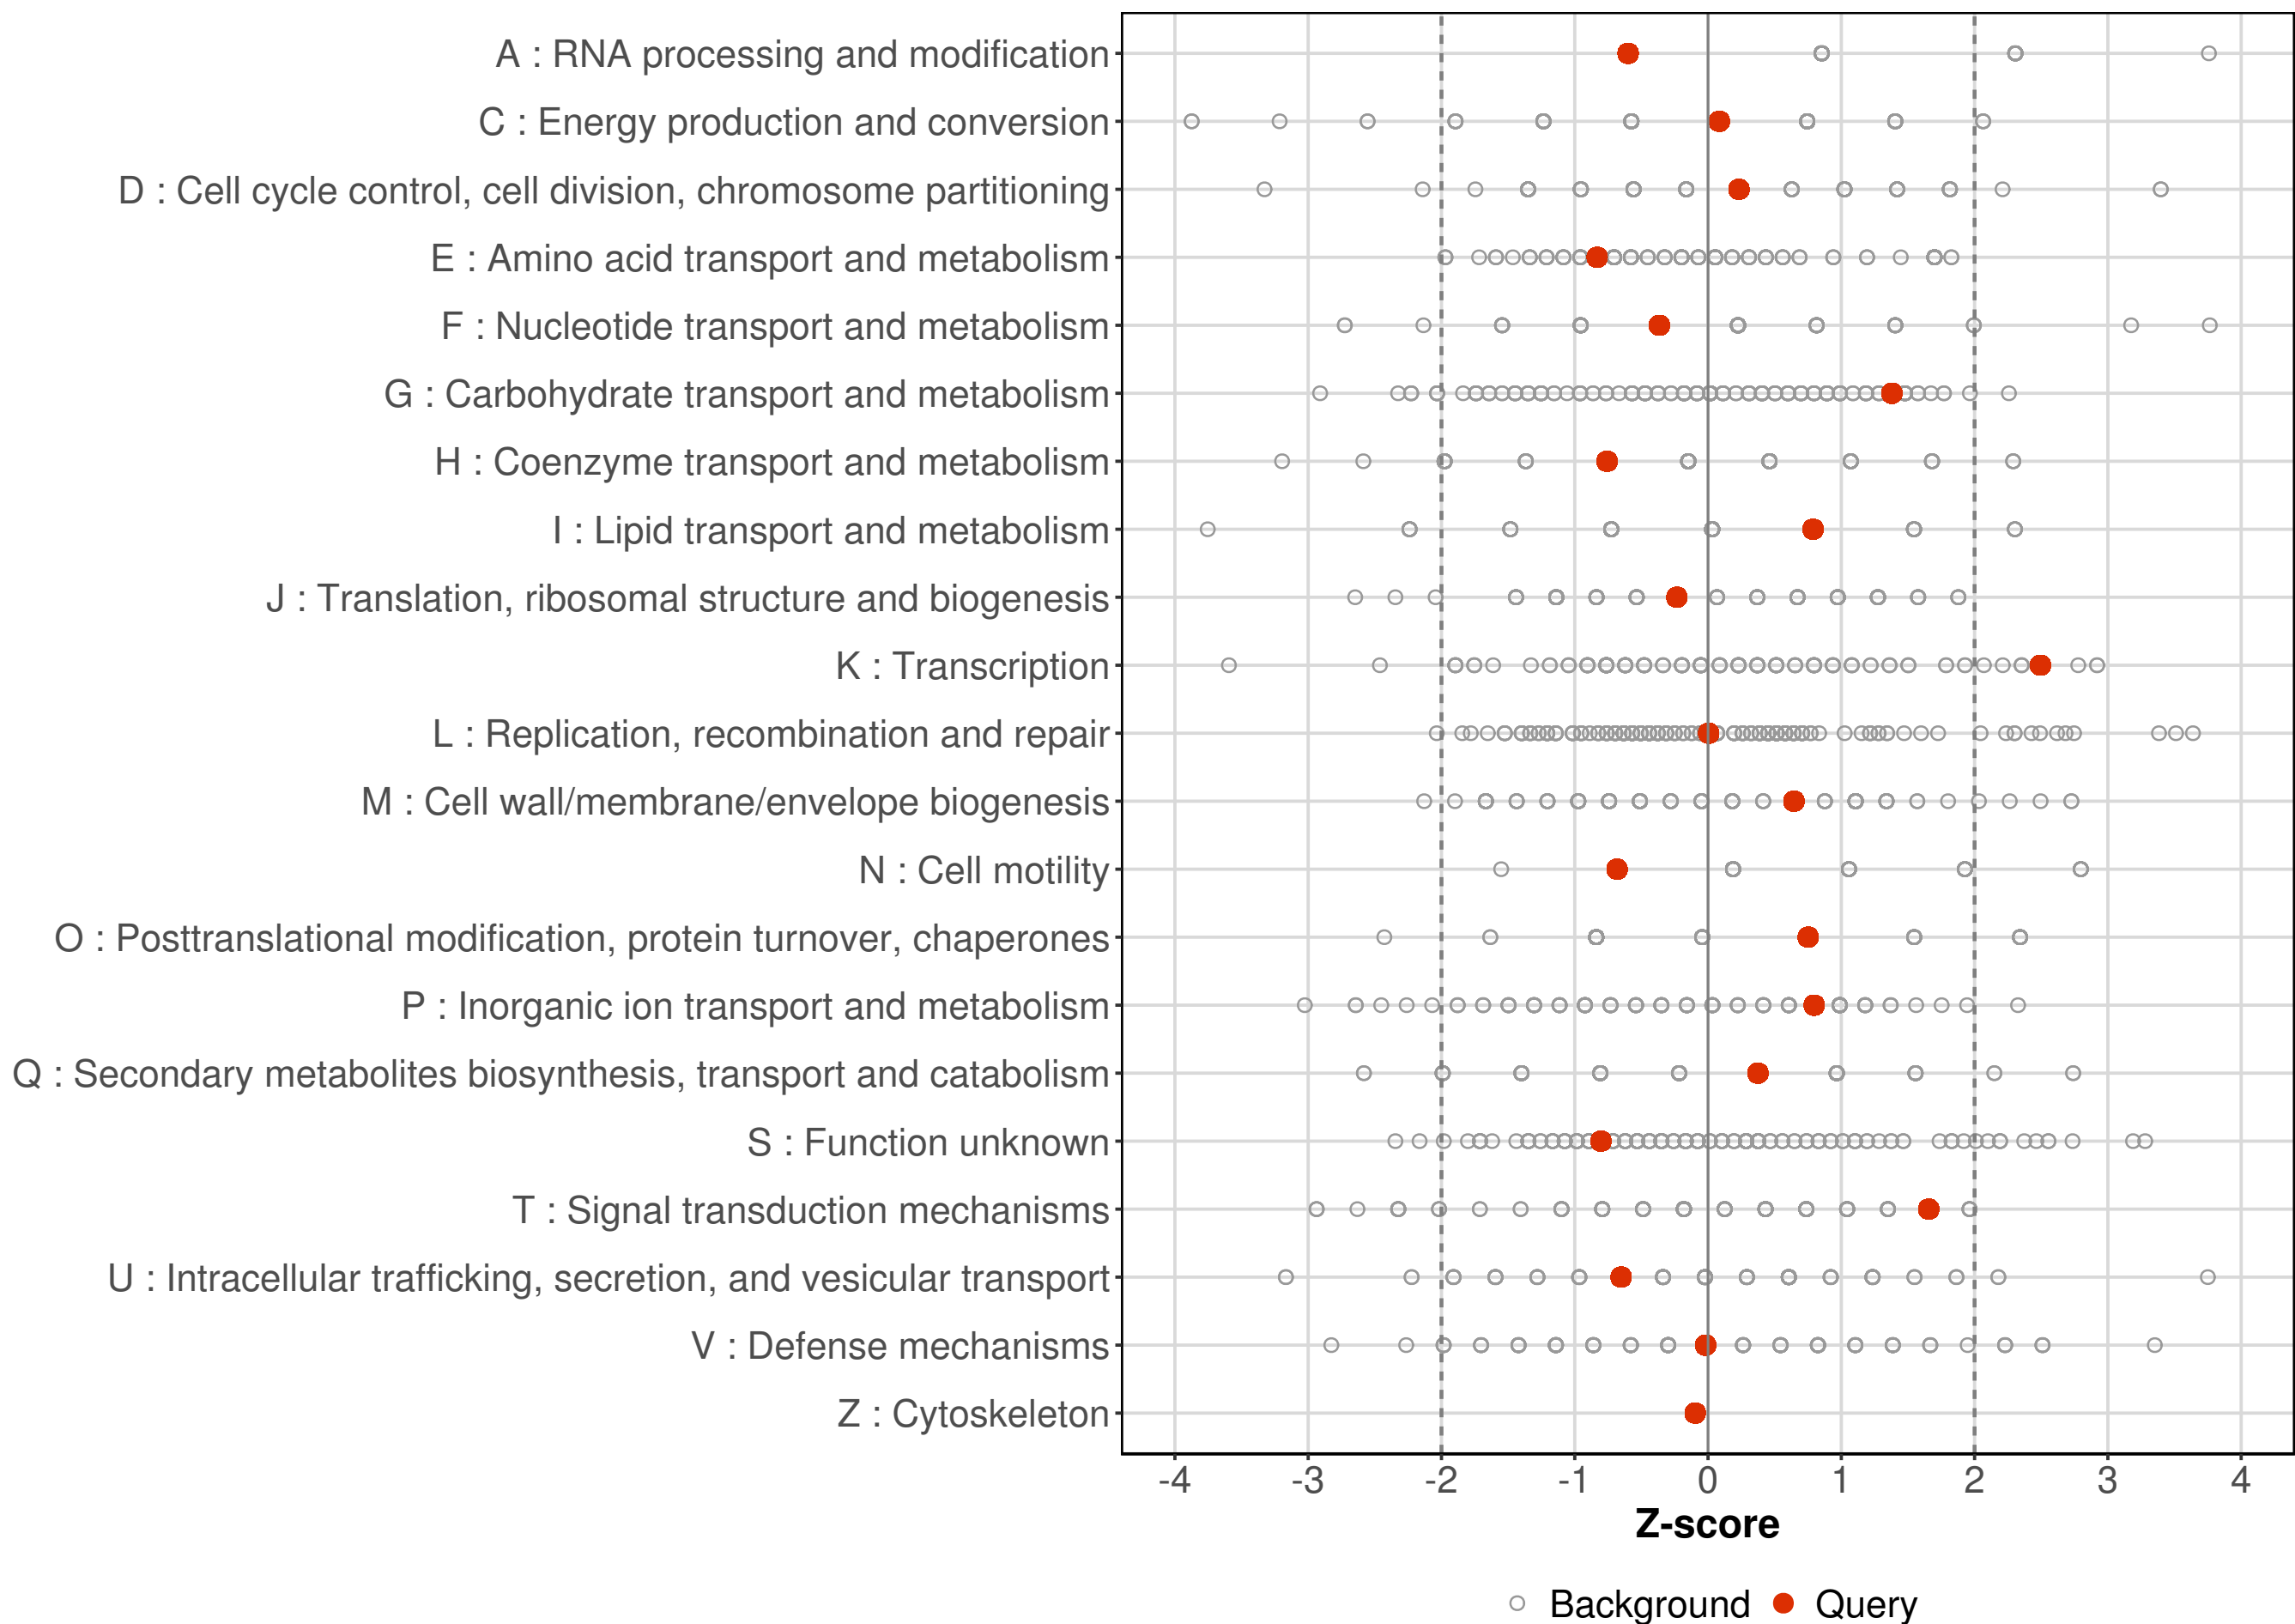 A : RNA processing and modification
C : Energy production and conversion
D : Cell cycle control, cell division, chromosome partitioning
E : Amino acid transport and metabolism
F : Nucleotide transport and metabolism
G : Carbohydrate transport and metabolism
H : Coenzyme transport and metabolism
I : Lipid transport and metabolism
J : Translation, ribosomal structure and biogenesis
K : Transcription
L : Replication, recombination and repair
M : Cell wall/membrane/envelope biogenesis
N : Cell motility
O : Posttranslational modification, protein turnover, chaperones
P : Inorganic ion transport and metabolism
Q : Secondary metabolites biosynthesis, transport and catabolism
S : Function unknown
T : Signal transduction mechanisms
U : Intracellular trafficking, secretion, and vesicular transport
V : Defense mechanisms
Z : Cytoskeleton
-4 -3 -2 -1 0 1 2 3 4
Z-score
Background Query